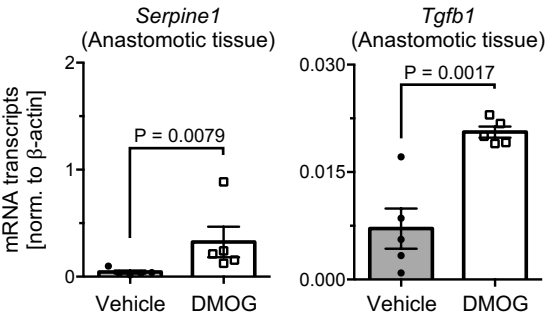 Serpine1
(Anastomotic tissue)
Tgfb1
(Anastomotic tissue)
mRNA transcripts
[norm. to β-actin]
2
1
0
P = 0.0079
Vehicle
DMOG
0.030
0.015
0.000
P = 0.0017
Vehicle
DMOG